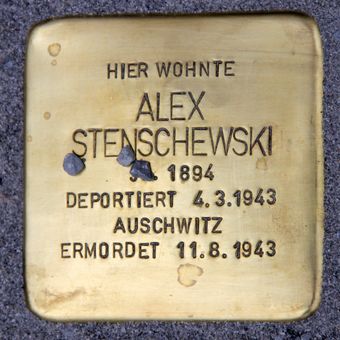 HIER WOHNTE
ALEX
STENSCHEWSKI
1894
DEPORTIERT 4.3.1943
AUSCHWITZ
ERMORDET 11.8.1943